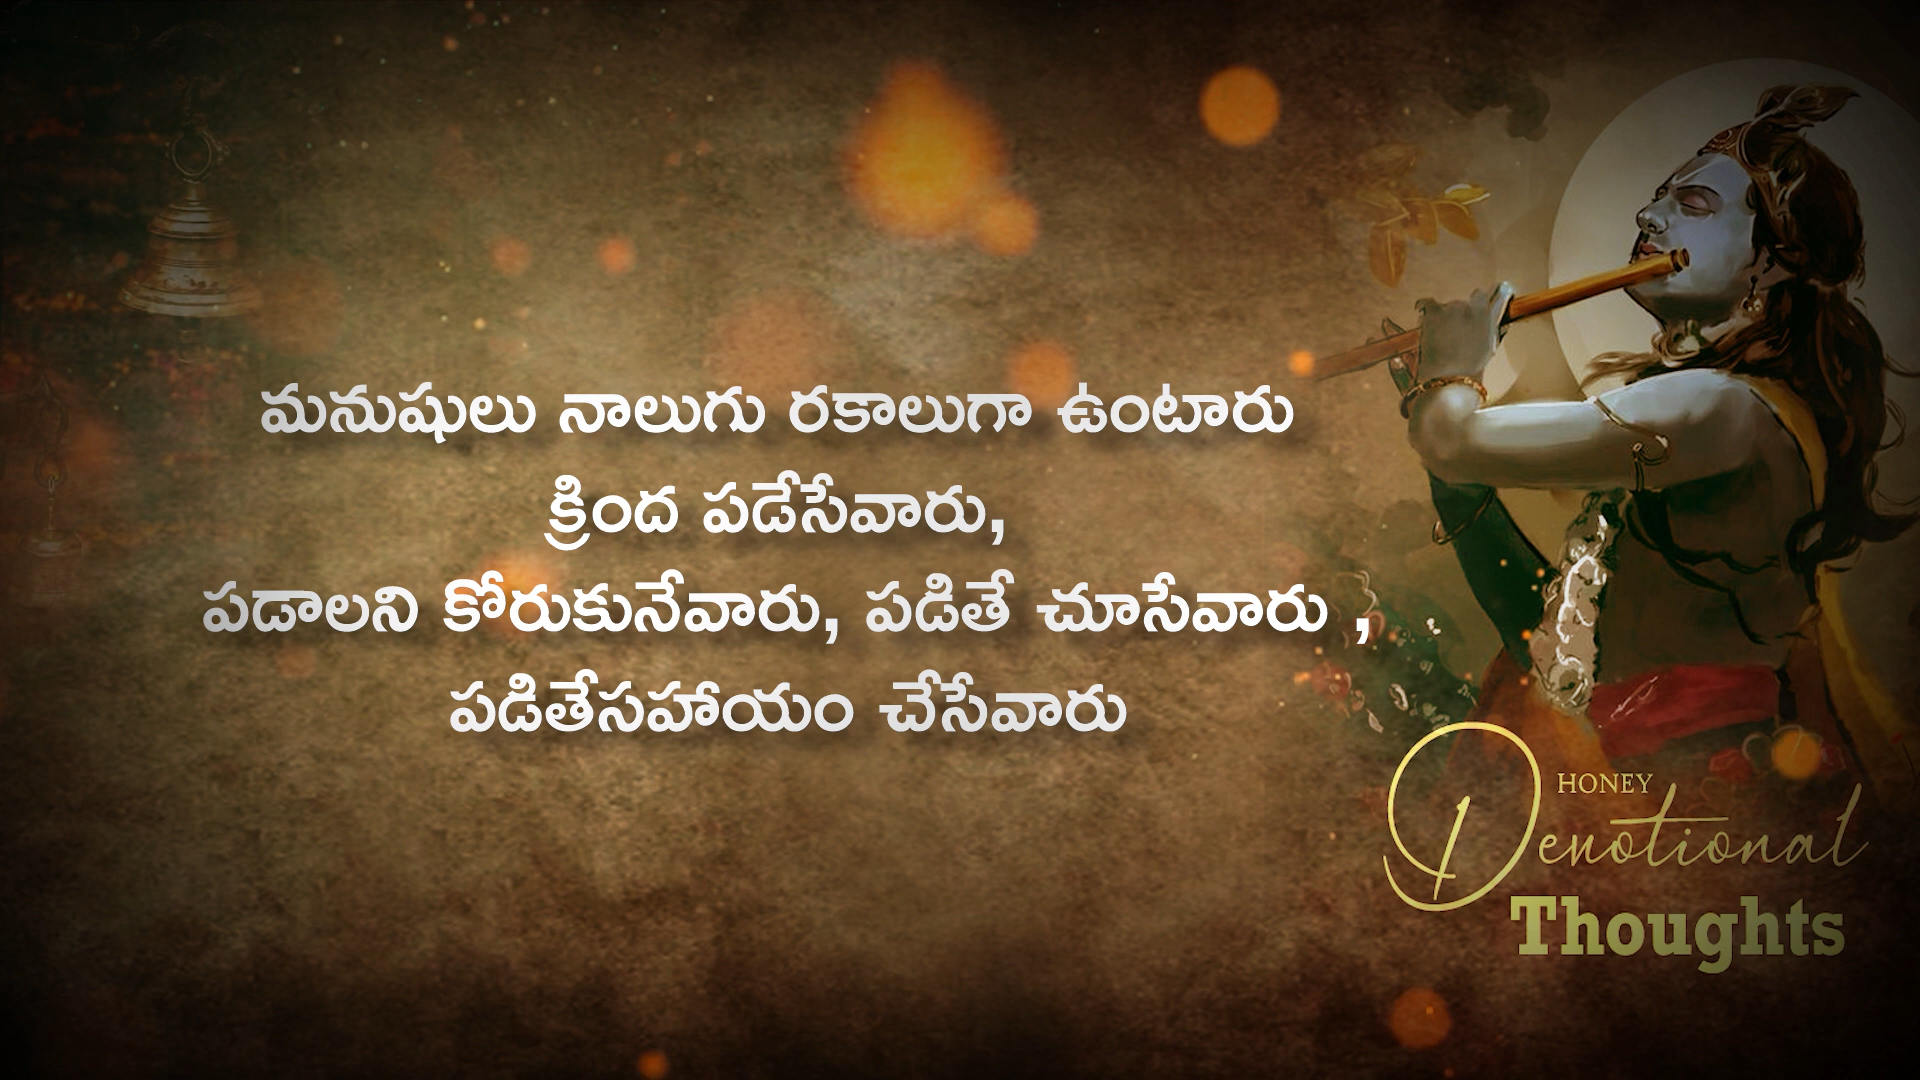 మనుషులు నాలుగు రకాలుగా ఉంటారు
క్రింద పడేసేవారు,
పడాలని కోరుకునేవారు, పడితే చూసేవారు ,
పడితేసహాయం చేసేవారు
HONEY
Devotional
Thoughts